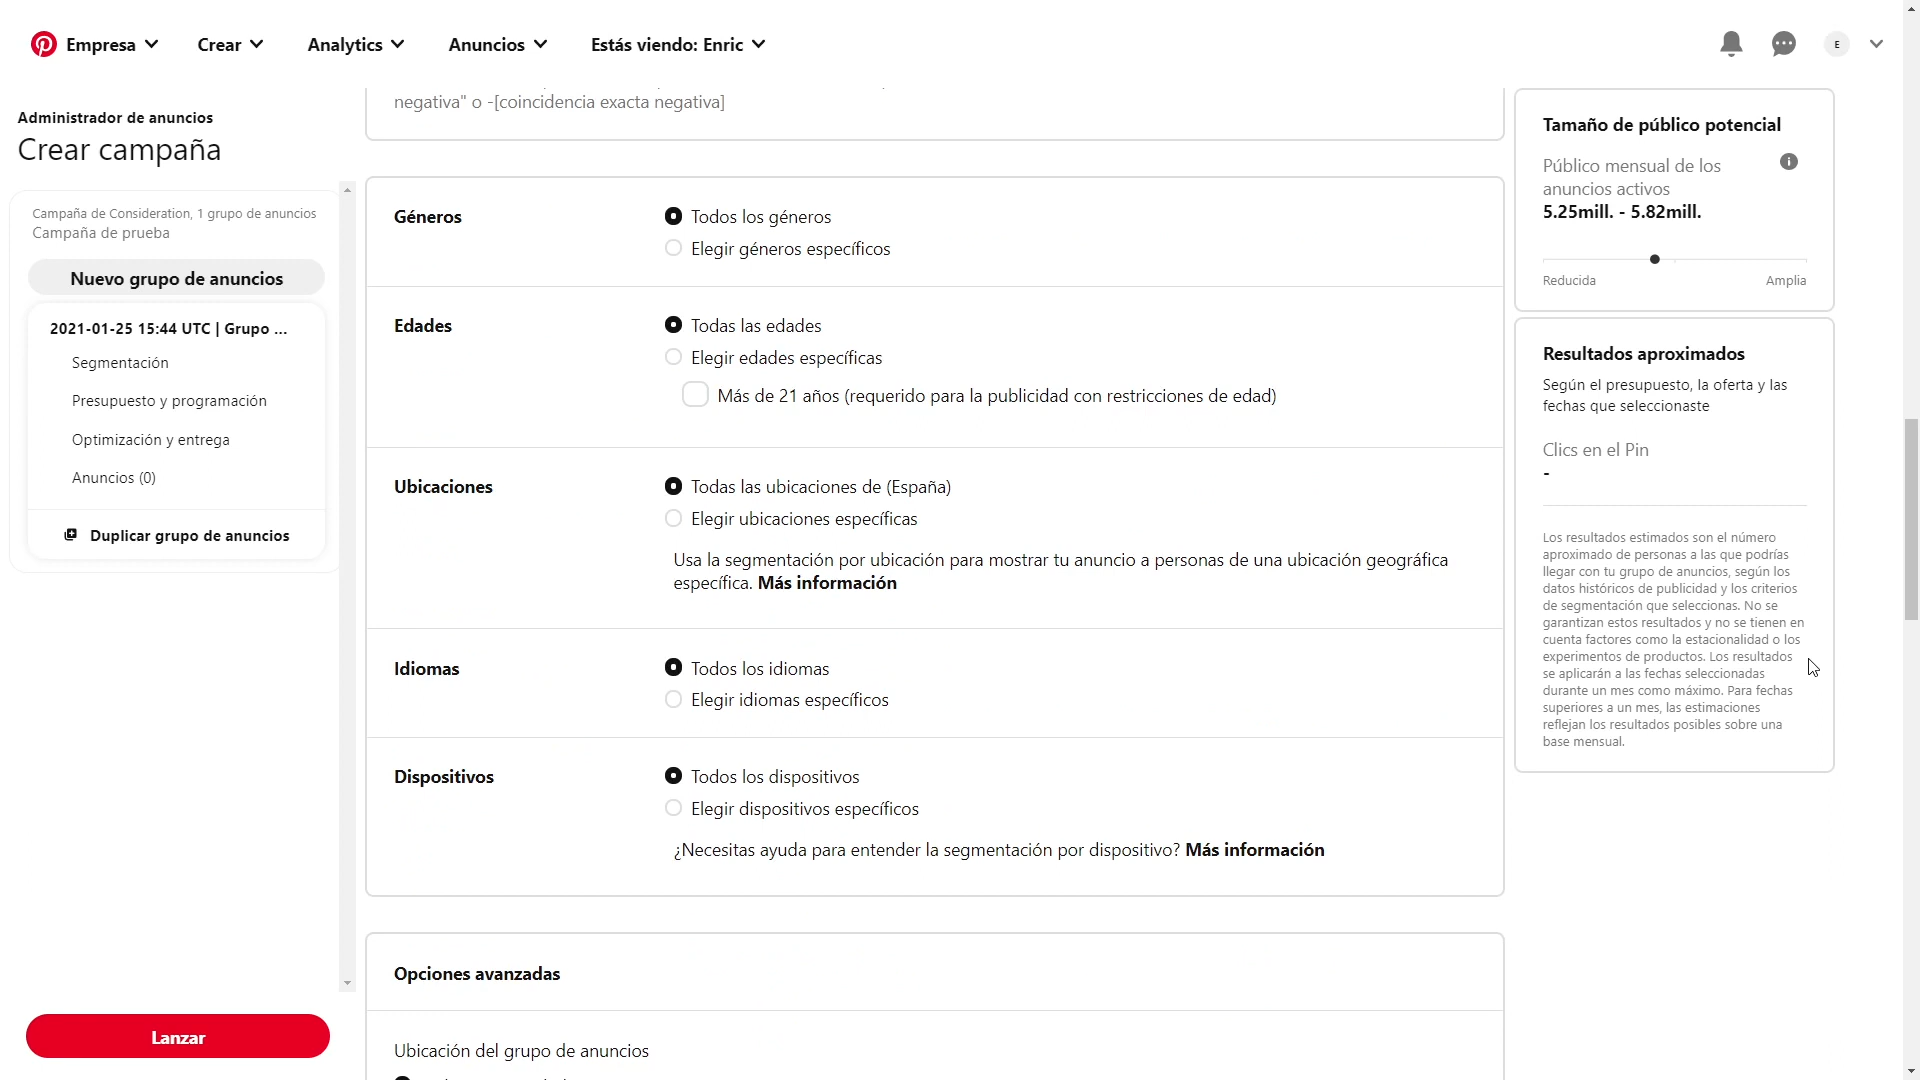 Empresa
Crear
Analytics
Anuncios
Estás viendo: Enric
E
Administrador de anuncios
Crear campaña
Campaña de Consideration, 1 grupo de anuncios
Campaña de prueba
Nuevo grupo de anuncios
2021-01-25 15:44 UTC | Grupo ...
Segmentación
Presupuesto y programación
Optimización y entrega
Anuncios (0)
Duplicar grupo de anuncios
Lanzar
negativa" o -[coincidencia exacta negativa]
Géneros
Todos los géneros
Elegir géneros específicos
Edades
Todas las edades
Elegir edades específicas
Más de 21 años (requerido para la publicidad con restricciones de edad)
Ubicaciones
Todas las ubicaciones de (España)
Elegir ubicaciones específicas
Usa la segmentación por ubicación para mostrar tu anuncio a personas de una ubicación geográfica
específica. Más información
Idiomas
Todos los idiomas
Elegir idiomas específicos
Dispositivos
Todos los dispositivos
Elegir dispositivos específicos
¿Necesitas ayuda para entender la segmentación por dispositivo? Más información
Opciones avanzadas
Ubicación del grupo de anuncios
Tamaño de público potencial
Público mensual de los
anuncios activos
5.25mill. - 5.82mill.
Reducida
Amplia
Resultados aproximados
Según el presupuesto, la oferta y las
fechas que seleccionaste
Clics en el Pin
-
Los resultados estimados son el número
aproximado de personas a las que podrías
llegar con tu grupo de anuncios, según los
datos históricos de publicidad y los criterios
de segmentación que seleccionas. No se
garantizan estos resultados y no se tienen en
cuenta factores como la estacionalidad o los
experimentos de productos. Los resultados
se aplicarán a las fechas seleccionadas
durante un mes como máximo. Para fechas
superiores a un mes, las estimaciones
reflejan los resultados posibles sobre una
base mensual.